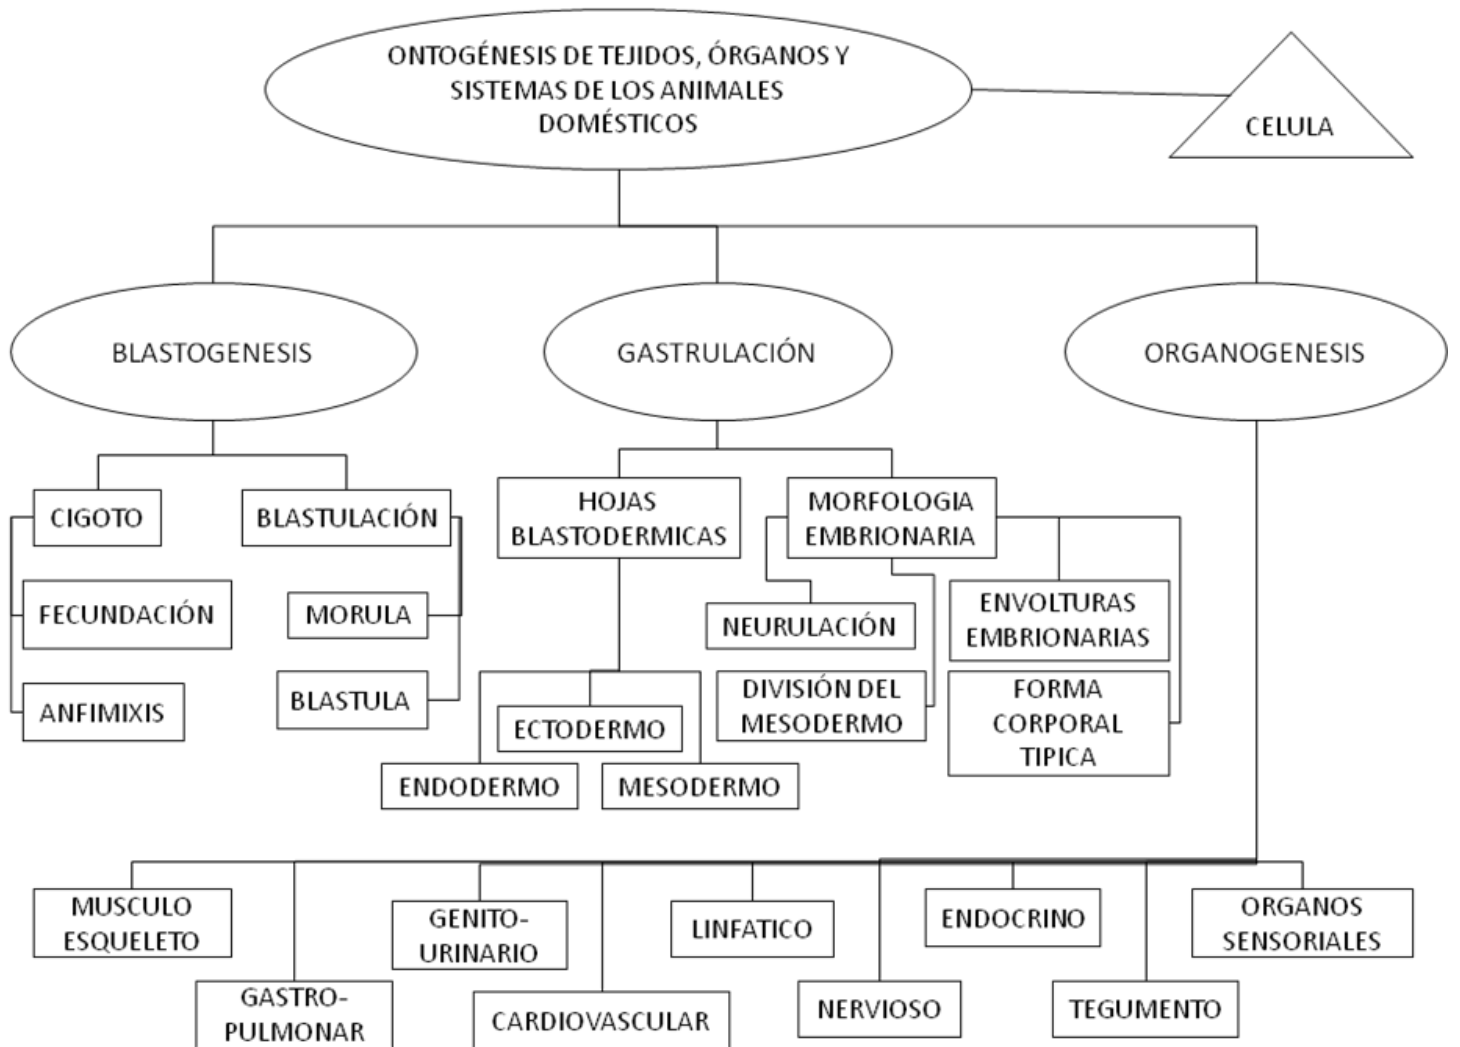 ONTOGÉNESIS DE TEJIDOS, ÓRGANOS Y
SISTEMAS DE LOS ANIMALES
DOMÉSTICOS
CELULA
BLASTOGENESIS
GASTRULACIÓN
ORGANOGENESIS
CIGOTO
BLASTULACIÓN
HOJAS
BLASTODERMICAS
MORFOLOGIA
EMBRIONARIA
FECUNDACIÓN
MORULA
NEURULACIÓN
ENVOLTURAS
EMBRIONARIAS
ANFIMIXIS
BLASTULA
ECTODERMO
DIVISIÓN DEL
MESODERMO
FORMA
CORPORAL
TIPICA
ENDODERMO
MESODERMO
MUSCULO
ESQUELETO
GENITO-
URINARIO
LINFATICO
ENDOCRINO
ORGANOS
SENSORIALES
GASTRO-
PULMONAR
CARDIOVASCULAR
NERVIOSO
TEGUMENTO